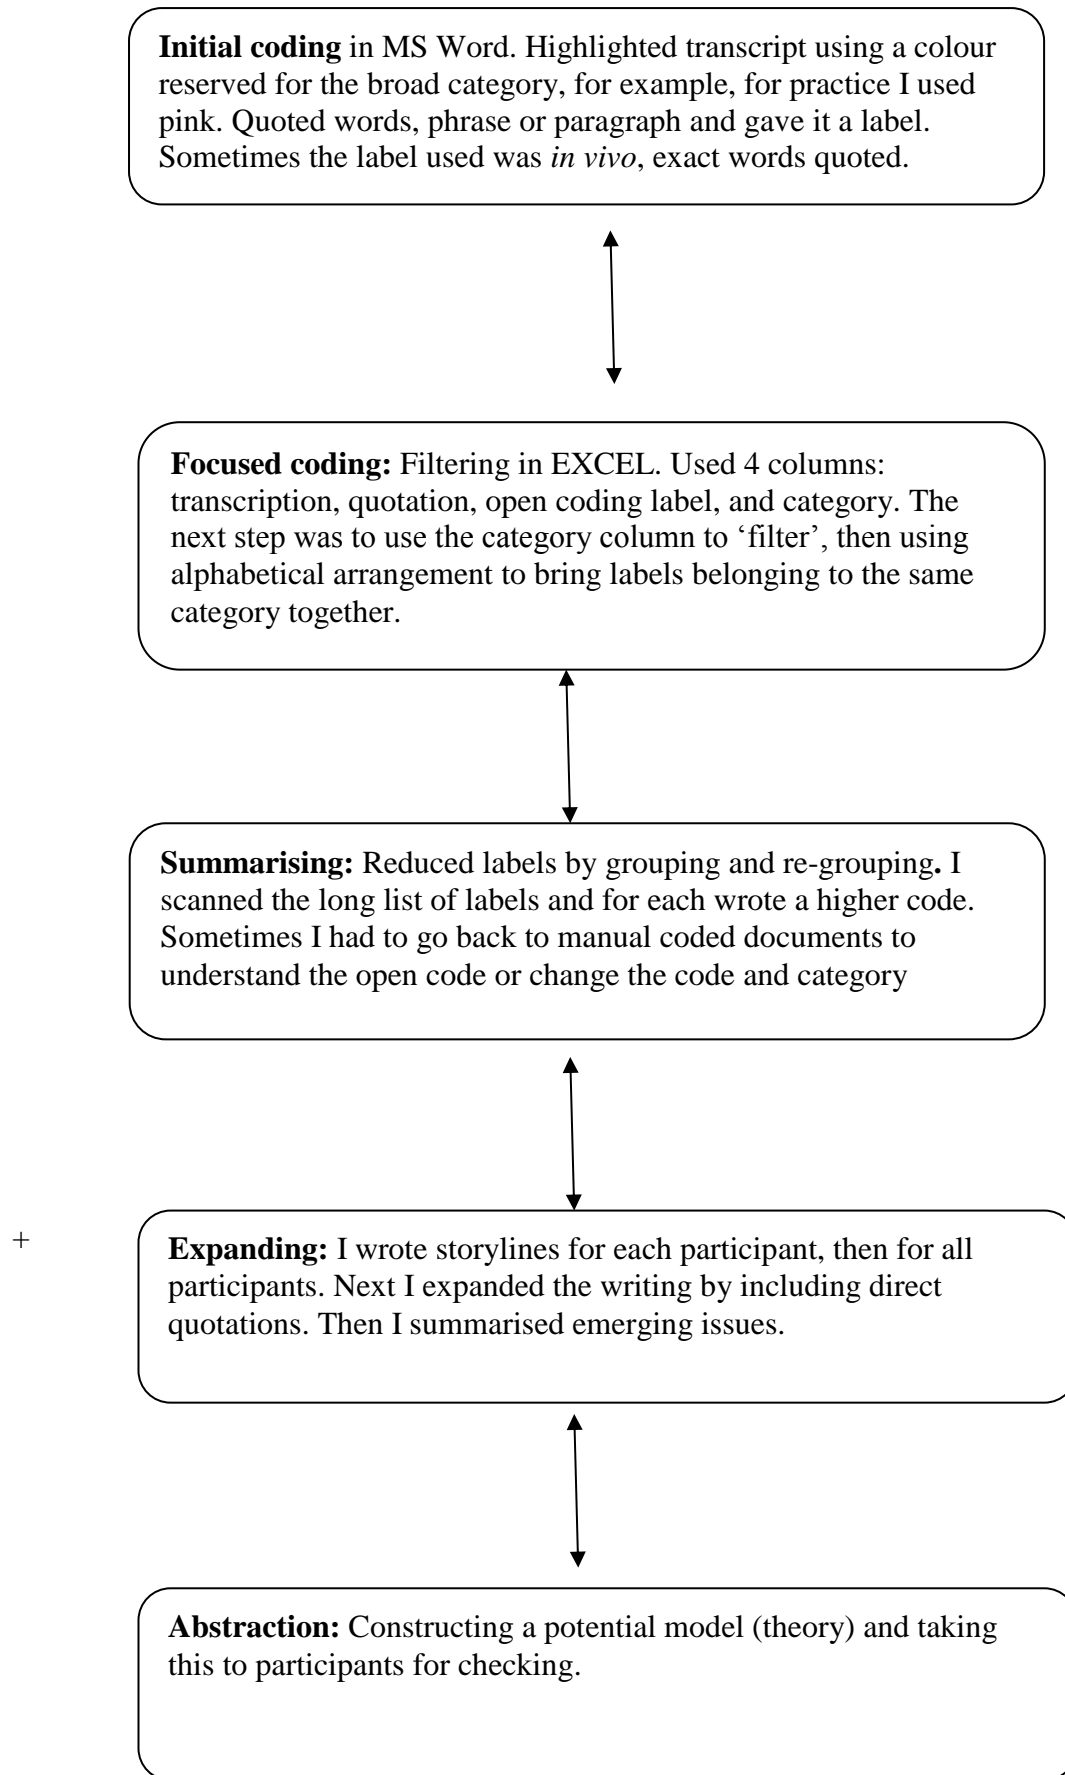 Initial coding in MS Word. Highlighted transcript using a colour
reserved for the broad category, for example, for practice I used
pink. Quoted words, phrase or paragraph and gave it a label.
Sometimes the label used was in vivo, exact words quoted.
Focused coding: Filtering in EXCEL. Used 4 columns:
transcription, quotation, open coding label, and category. The
next step was to use the category column to ‘filter’, then using
alphabetical arrangement to bring labels belonging to the same
category together.
Summarising: Reduced labels by grouping and re-grouping. I
scanned the long list of labels and for each wrote a higher code.
Sometimes I had to go back to manual coded documents to
understand the open code or change the code and category
+
Expanding: I wrote storylines for each participant, then for all
participants. Next I expanded the writing by including direct
quotations. Then I summarised emerging issues.
Abstraction: Constructing a potential model (theory) and taking
this to participants for checking.